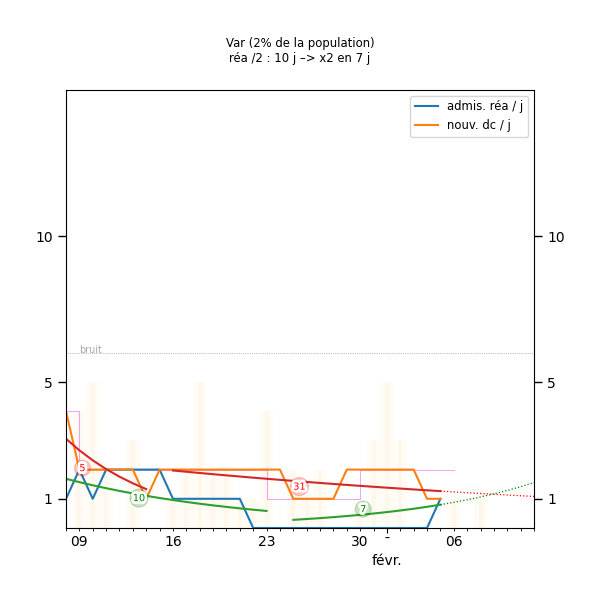 Var (2% de la population)
réa /2 : 10 j –> x2 en 7 j
admis. réa / j
nouv. dc / j
10 10
bruit
5 5
5
31
10
7
1 1
09 16 23 30 - 06
févr.